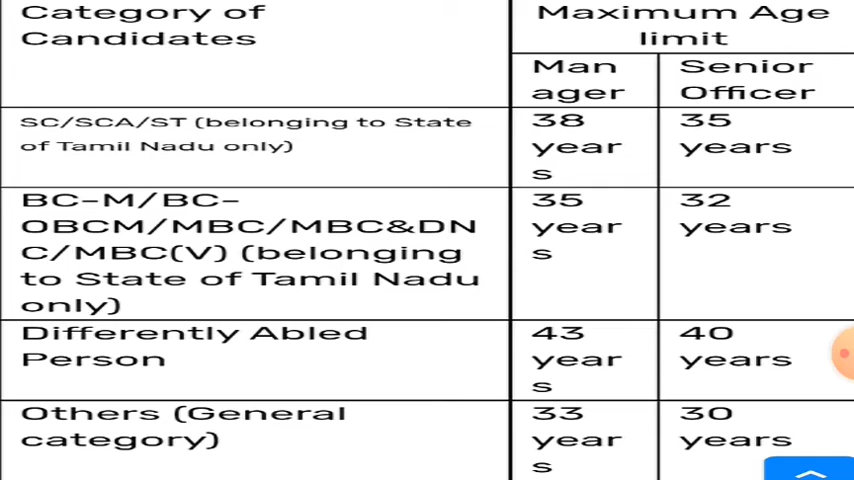 Category of
Candidates
Maximum Age
limit
Man
ager
Senior
Officer
SC/SCA/ST (belonging to State
of Tamil Nadu only)
38
year
s
35
years
BC-M/BC-
OBCM/MBC/MBC&DN
C/MBC(V) (belonging
to State of Tamil Nadu
only)
35
year
s
32
years
Differently Abled
Person
43
year
s
40
years
Others (General
category)
33
year
s
30
years